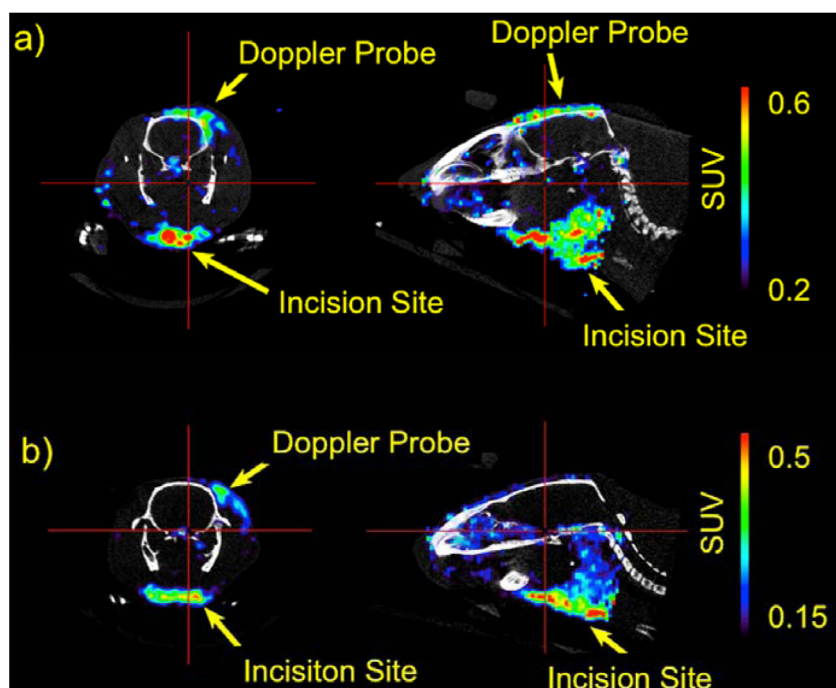 a)
Doppler Probe
Doppler Probe
0.6
SUV
0.2
Incision Site
Incision Site
b)
Doppler Probe
0.5
SUV
0.15
Incisiton Site
Incision Site